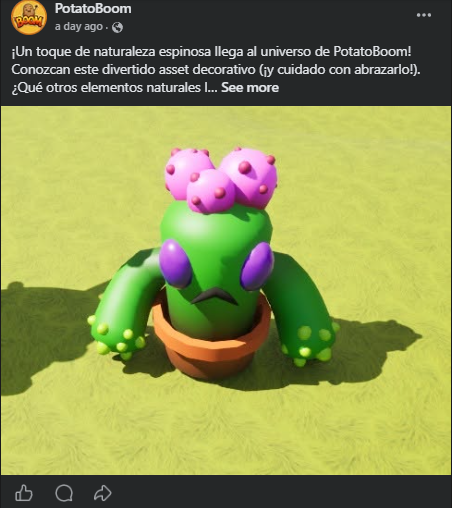 BOOM
PotatoBoom
a day ago ·
¡Un toque de naturaleza espinosa llega al universo de PotatoBoom!
Conozcan este divertido asset decorativo (¡y cuidado con abrazarlo!).
¿Qué otros elementos naturales l... See more